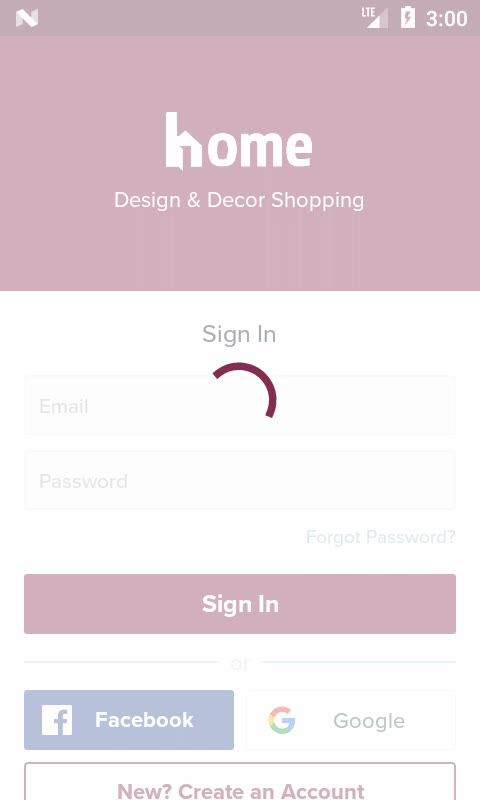 LTE
3:00
home
Design & Decor Shopping
Sign In
Email
Password
Forgot Password?
Sign In
or
Facebook
Google
New? Create an Account